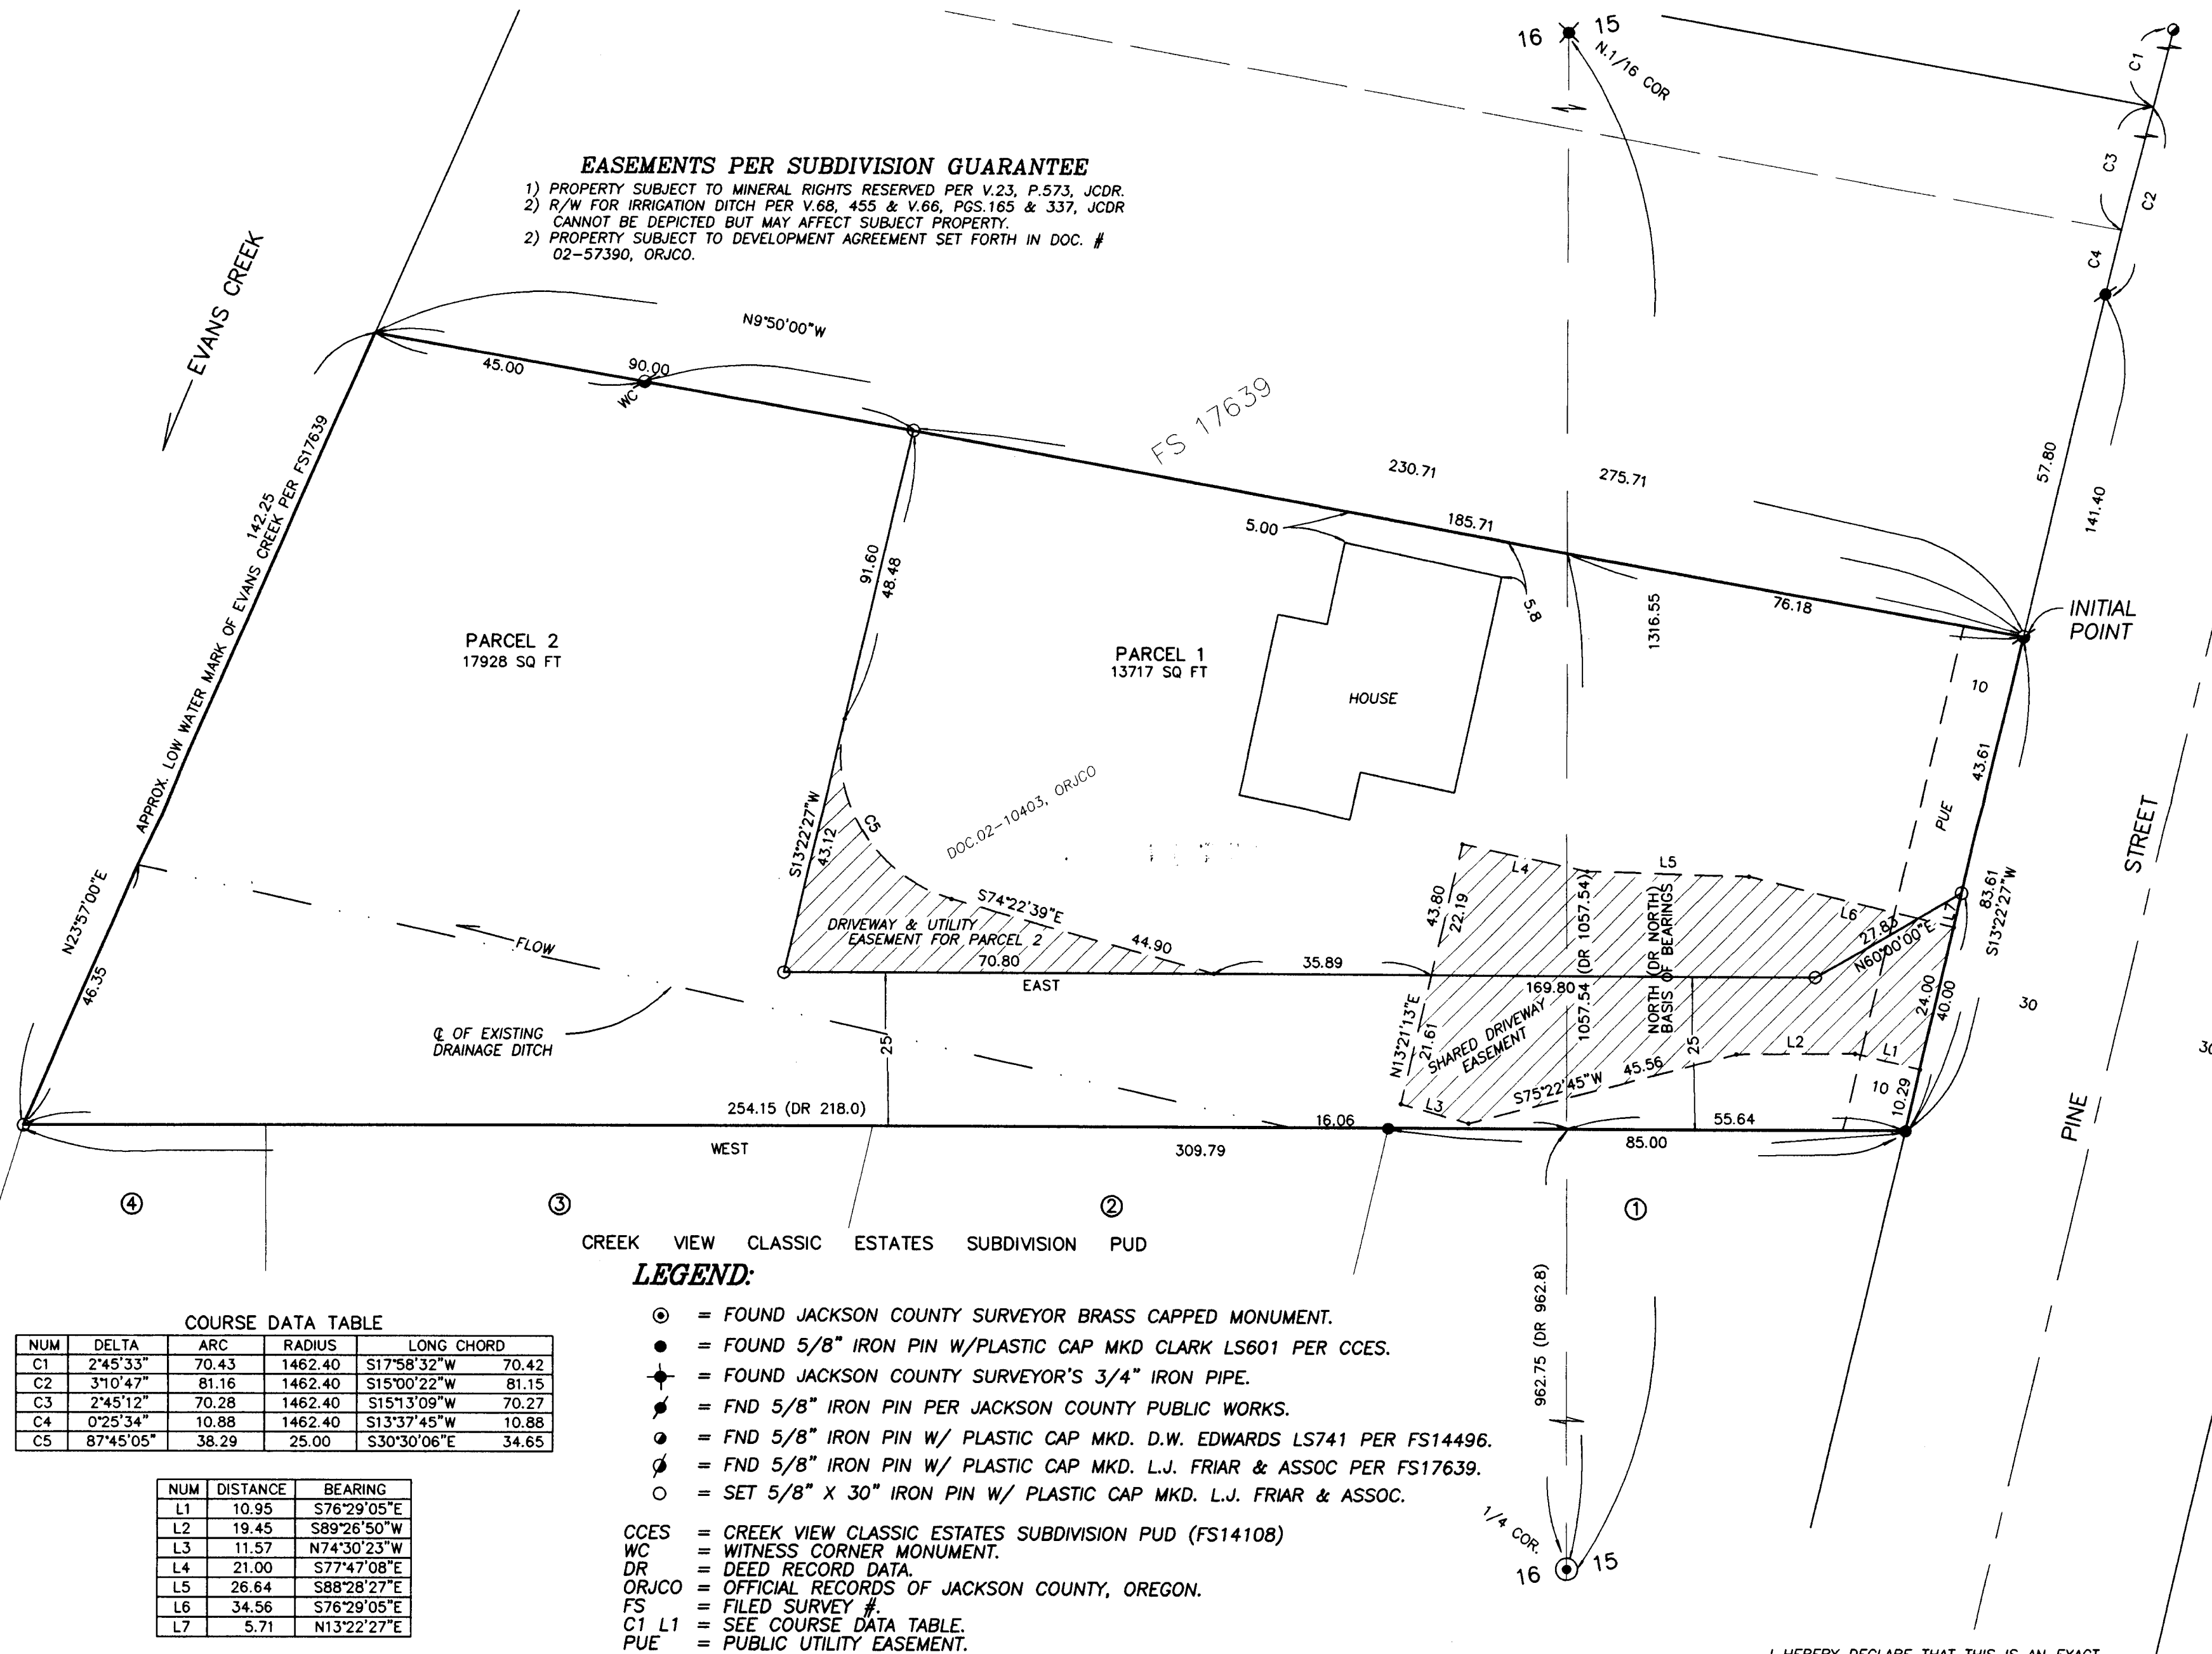 16 15
N.1/16 COR
C1
C3
C2
C4
EASEMENTS PER SUBDIVISION GUARANTEE
1) PROPERTY SUBJECT TO MINERAL RIGHTS RESERVED PER V.23, P.573, JCDR.
2) R/W FOR IRRIGATION DITCH PER V.68, 455 & V.66, PGS.165 & 337, JCDR
CANNOT BE DEPICTED BUT MAY AFFECT SUBJECT PROPERTY.
2) PROPERTY SUBJECT TO DEVELOPMENT AGREEMENT SET FORTH IN DOC. #
02-57390, ORJCO.
EVANS CREEK
N9°50'00"W
45.00
90.00
WC
FS 17639
230.71
275.71
185.71
5.00
5.8
76.18
1316.55
57.80
141.40
INITIAL
POINT
142.25
APPROX. LOW WATER MARK OF EVANS CREEK PER FS17639
91.60
48.48
PARCEL 2
17928 SQ FT
PARCEL 1
13717 SQ FT
HOUSE
10
PUE
43.61
STREET
S13°22'27"W
43.12
C5
DOC.02-10403, ORJCO
S74°22'39"E
44.90
DRIVEWAY & UTILITY
EASEMENT FOR PARCEL 2
70.80
EAST
35.89
169.80
L4
L5
L6
L7
43.80
22.19
1057.54 (DR 1057.54)
NORTH (DR NORTH)
BASIS OF BEARINGS
27.83
N60°00'00"E
83.61
S13°22'27"W
24.00
40.00
30
30
N23°57'00"E
46.35
FLOW
℄ OF EXISTING
DRAINAGE DITCH
25
N13°21'13"E
21.61
SHARED DRIVEWAY
EASEMENT
25
L2
L1
S75°22'45"W
45.56
L3
10
10.29
PINE
254.15 (DR 218.0)
16.06
55.64
WEST
309.79
85.00
④ ③ ② ①
CREEK VIEW CLASSIC ESTATES SUBDIVISION PUD
LEGEND:
= FOUND JACKSON COUNTY SURVEYOR BRASS CAPPED MONUMENT.
= FOUND 5/8" IRON PIN W/PLASTIC CAP MKD CLARK LS601 PER CCES.
= FOUND JACKSON COUNTY SURVEYOR'S 3/4" IRON PIPE.
= FND 5/8" IRON PIN PER JACKSON COUNTY PUBLIC WORKS.
= FND 5/8" IRON PIN W/ PLASTIC CAP MKD. D.W. EDWARDS LS741 PER FS14496.
= FND 5/8" IRON PIN W/ PLASTIC CAP MKD. L.J. FRIAR & ASSOC PER FS17639.
= SET 5/8" X 30" IRON PIN W/ PLASTIC CAP MKD. L.J. FRIAR & ASSOC.
CCES = CREEK VIEW CLASSIC ESTATES SUBDIVISION PUD (FS14108)
WC = WITNESS CORNER MONUMENT.
DR = DEED RECORD DATA.
ORJCO = OFFICIAL RECORDS OF JACKSON COUNTY, OREGON.
FS = FILED SURVEY #.
C1 L1 = SEE COURSE DATA TABLE.
PUE = PUBLIC UTILITY EASEMENT.
COURSE DATA TABLE
NUM DELTA ARC RADIUS LONG CHORD
C1 2°45'33" 70.43 1462.40 S17°58'32"W 70.42
C2 3°10'47" 81.16 1462.40 S15°00'22"W 81.15
C3 2°45'12" 70.28 1462.40 S15°13'09"W 70.27
C4 0°25'34" 10.88 1462.40 S13°37'45"W 10.88
C5 87°45'05" 38.29 25.00 S30°30'06"E 34.65
NUM DISTANCE BEARING
L1 10.95 S76°29'05"E
L2 19.45 S89°26'50"W
L3 11.57 N74°30'23"W
L4 21.00 S77°47'08"E
L5 26.64 S88°28'27"E
L6 34.56 S76°29'05"E
L7 5.71 N13°22'27"E
962.75 (DR 962.8)
1/4 COR.
16 15
I HEREBY DECLARE THAT THIS IS AN EXACT